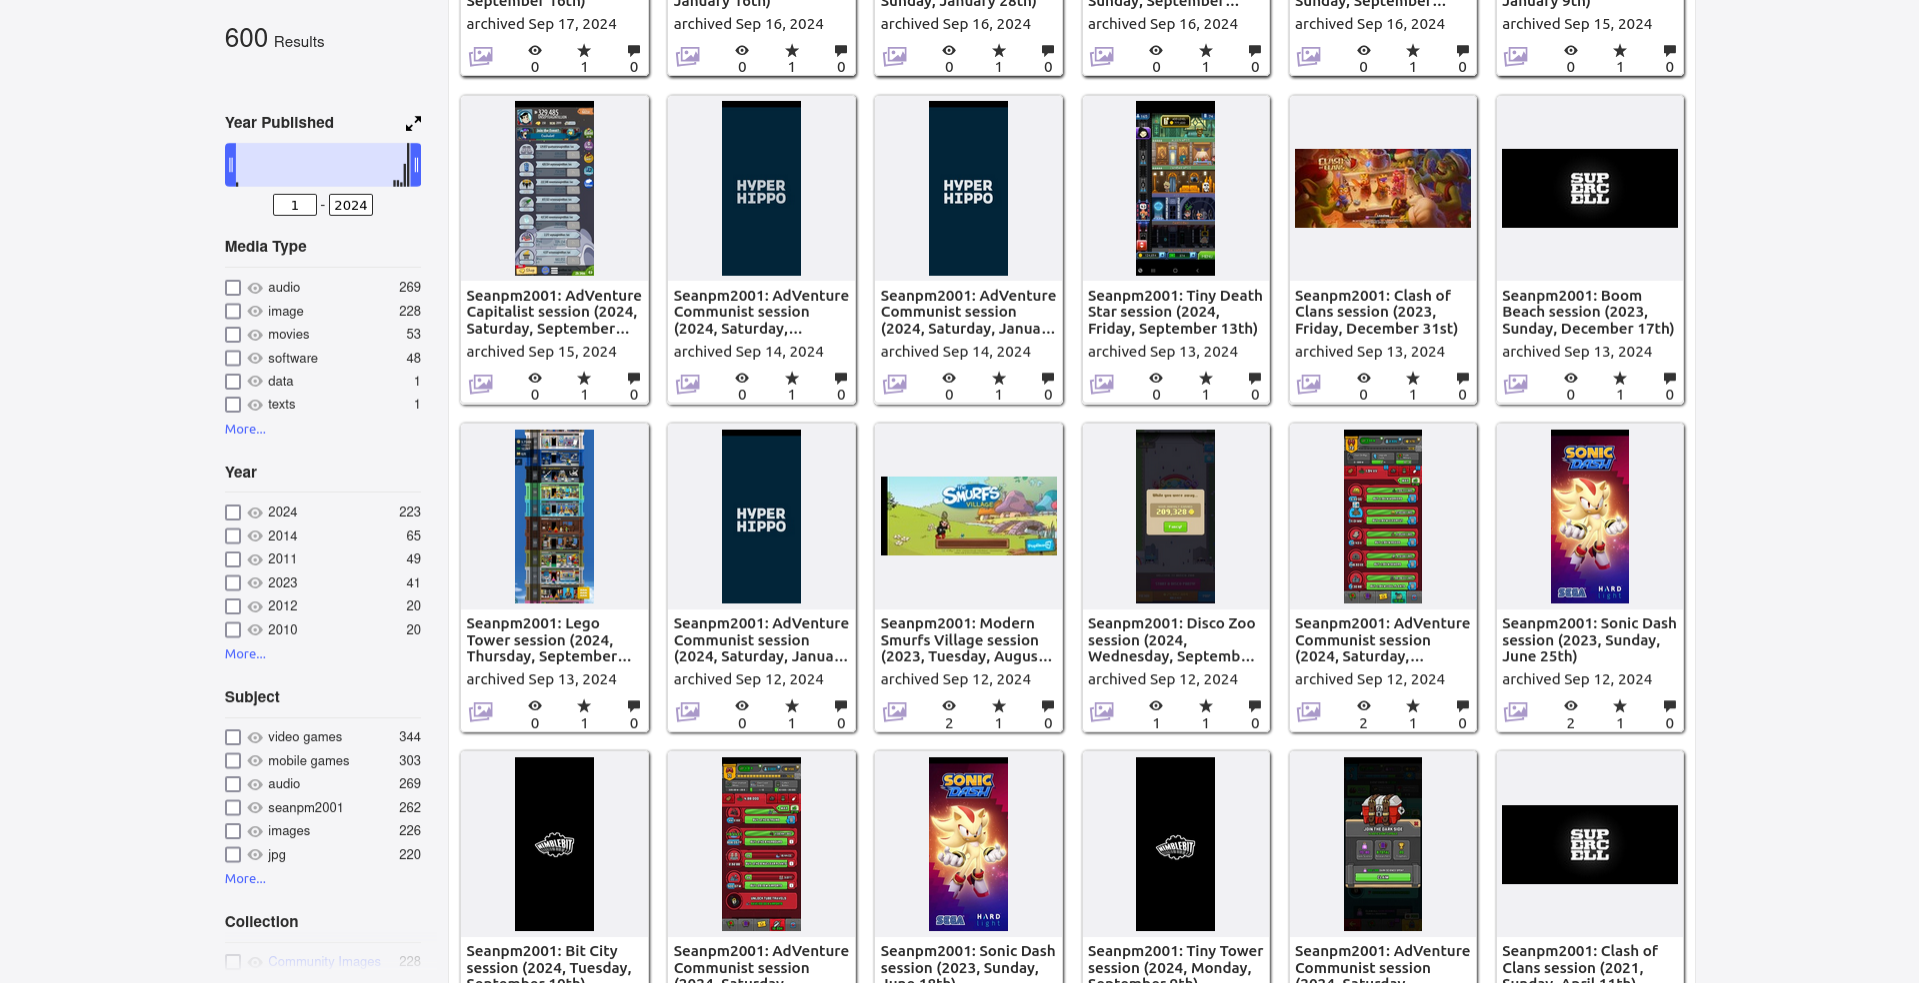 600 Results
Year Published
1 - 2024
Media Type
audio 269
image 228
movies 53
software 48
data 1
texts 1
More...
Year
2024 223
2014 65
2011 49
2023 41
2012 20
2010 20
More...
Subject
video games 344
mobile games 303
audio 269
seanpm2001 262
images 226
jpg 220
More...
Collection
Community Images 228
September 16th)
archived Sep 17, 2024
0 1 0
January 16th)
archived Sep 16, 2024
0 1 0
Sunday, January 28th)
archived Sep 16, 2024
0 1 0
Sunday, September...
archived Sep 16, 2024
0 1 0
Sunday, September...
archived Sep 16, 2024
0 1 0
January 9th)
archived Sep 15, 2024
0 1 0
Seanpm2001: AdVenture
Capitalist session (2024,
Saturday, September...
archived Sep 15, 2024
0 1 0
HYPER
HIPPO
Seanpm2001: AdVenture
Communist session
(2024, Saturday,...
archived Sep 14, 2024
0 1 0
HYPER
HIPPO
Seanpm2001: AdVenture
Communist session
(2024, Saturday, Janua...
archived Sep 14, 2024
0 1 0
Seanpm2001: Tiny Death
Star session (2024,
Friday, September 13th)
archived Sep 13, 2024
0 1 0
CLASH OF
CLANS
Seanpm2001: Clash of
Clans session (2023,
Friday, December 31st)
archived Sep 13, 2024
0 1 0
SUP
ERC
ELL
Seanpm2001: Boom
Beach session (2023,
Sunday, December 17th)
archived Sep 13, 2024
0 1 0
Seanpm2001: Lego
Tower session (2024,
Thursday, September...
archived Sep 13, 2024
0 1 0
HYPER
HIPPO
Seanpm2001: AdVenture
Communist session
(2024, Saturday, Janua...
archived Sep 12, 2024
0 1 0
THE
SMURFS
VILLAGE
Seanpm2001: Modern
Smurfs Village session
(2023, Tuesday, Augus...
archived Sep 12, 2024
2 1 0
While you were away...
209,328
Seanpm2001: Disco Zoo
session (2024,
Wednesday, Septemb...
archived Sep 12, 2024
1 1 0
Seanpm2001: AdVenture
Communist session
(2024, Saturday,...
archived Sep 12, 2024
2 1 0
SONIC
DASH
SEGA HARD
light
Seanpm2001: Sonic Dash
session (2023, Sunday,
June 25th)
archived Sep 12, 2024
2 1 0
NIMBLEBIT
Seanpm2001: Bit City
session (2024, Tuesday,
September 10th)
Seanpm2001: AdVenture
Communist session
(2024, Saturday,
SONIC
DASH
SEGA HARD
light
Seanpm2001: Sonic Dash
session (2023, Sunday,
June 18th)
NIMBLEBIT
Seanpm2001: Tiny Tower
session (2024, Monday,
September 9th)
JOIN THE DARK SIDE!
Seanpm2001: AdVenture
Communist session
(2024, Saturday,
SUP
ERC
ELL
Seanpm2001: Clash of
Clans session (2021,
Sunday, April 11th)